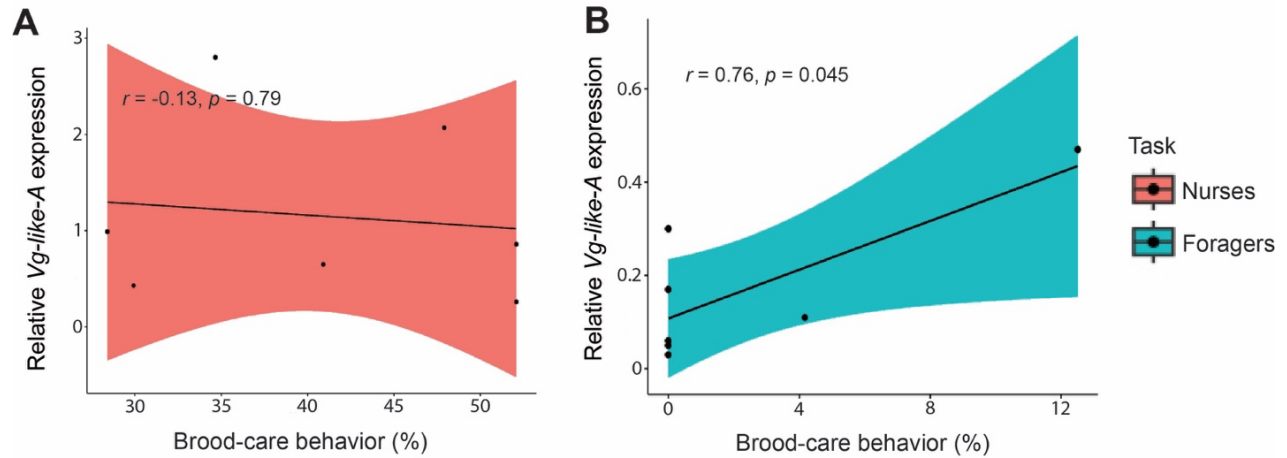 A
Relative Vg-like-A expression
3
2
1
0
r = -0.13, p = 0.79
30
35
40
45
50
Brood-care behavior (%)
B
Relative Vg-like-A expression
0.6
0.4
0.2
0
r = 0.76, p = 0.045
0
4
8
12
Brood-care behavior (%)
Task
Nurses
Foragers